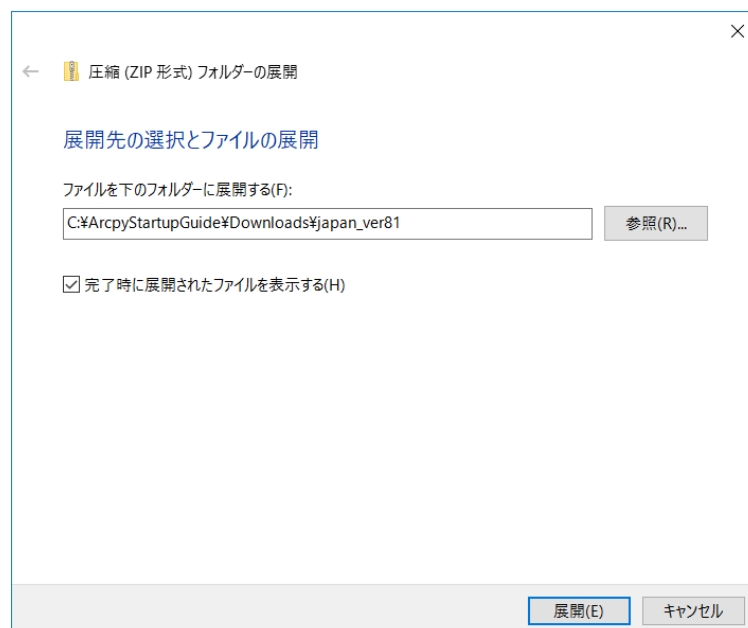 圧縮 (ZIP 形式) フォルダーの展開
展開先の選択とファイルの展開
ファイルを下のフォルダーに展開する(F):
C:¥ArcpyStartupGuide¥Downloads¥japan_ver81
参照(R)...
完了時に展開されたファイルを表示する(H)
展開(E)
キャンセル